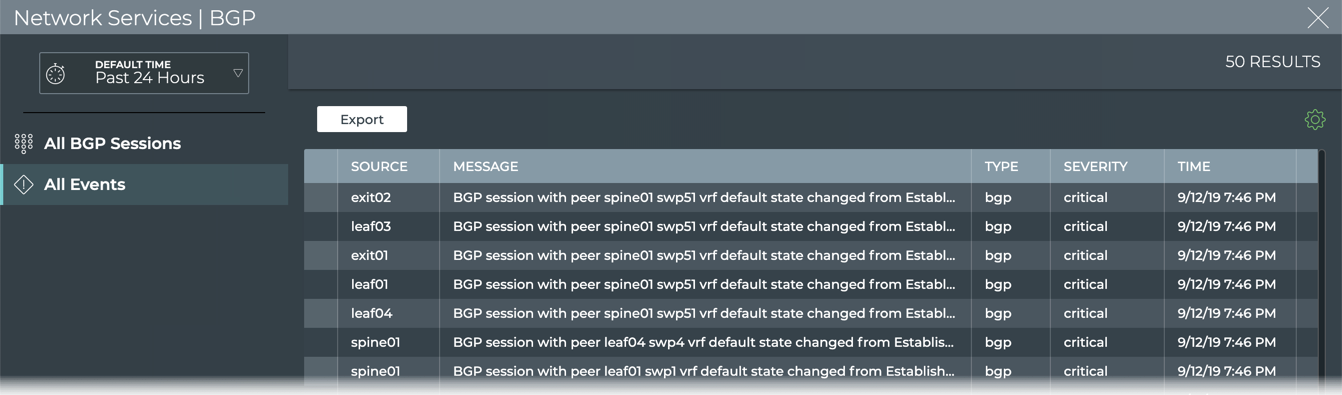 Network Services | BGP
DEFAULT TIME
Past 24 Hours
50 RESULTS
All BGP Sessions
All Events
Export
SOURCE MESSAGE TYPE SEVERITY TIME
exit02 BGP session with peer spine01 swp51 vrf default state changed from Establ... bgp critical 9/12/19 7:46 PM
leaf03 BGP session with peer spine01 swp51 vrf default state changed from Establ... bgp critical 9/12/19 7:46 PM
exit01 BGP session with peer spine01 swp51 vrf default state changed from Establ... bgp critical 9/12/19 7:46 PM
leaf01 BGP session with peer spine01 swp51 vrf default state changed from Establ... bgp critical 9/12/19 7:46 PM
leaf04 BGP session with peer spine01 swp51 vrf default state changed from Establ... bgp critical 9/12/19 7:46 PM
spine01 BGP session with peer leaf04 swp4 vrf default state changed from Establis... bgp critical 9/12/19 7:46 PM
spine01 BGP session with peer leaf01 swp1 vrf default state changed from Establish... bgp critical 9/12/19 7:46 PM